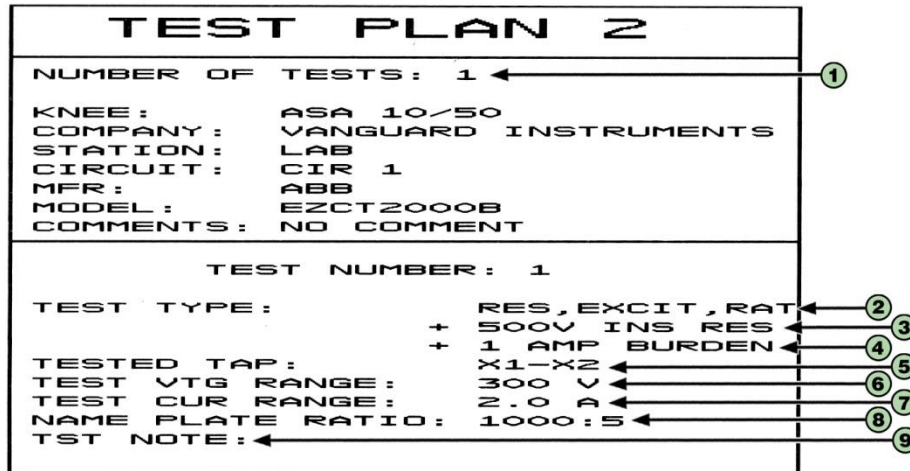 TEST PLAN 2
NUMBER OF TESTS: 1 1
KNEE: ASA 10/50
COMPANY: VANGUARD INSTRUMENTS
STATION: LAB
CIRCUIT: CIR 1
MFR: ABB
MODEL: EZCT2000B
COMMENTS: NO COMMENT
TEST NUMBER: 1
TEST TYPE: RES,EXCIT,RAT 2
+ 500V INS RES 3
+ 1 AMP BURDEN 4
TESTED TAP: X1-X2 5
TEST VTG RANGE: 300 V 6
TEST CUR RANGE: 2.0 A 7
NAME PLATE RATIO: 1000:5 8
TST NOTE: 9